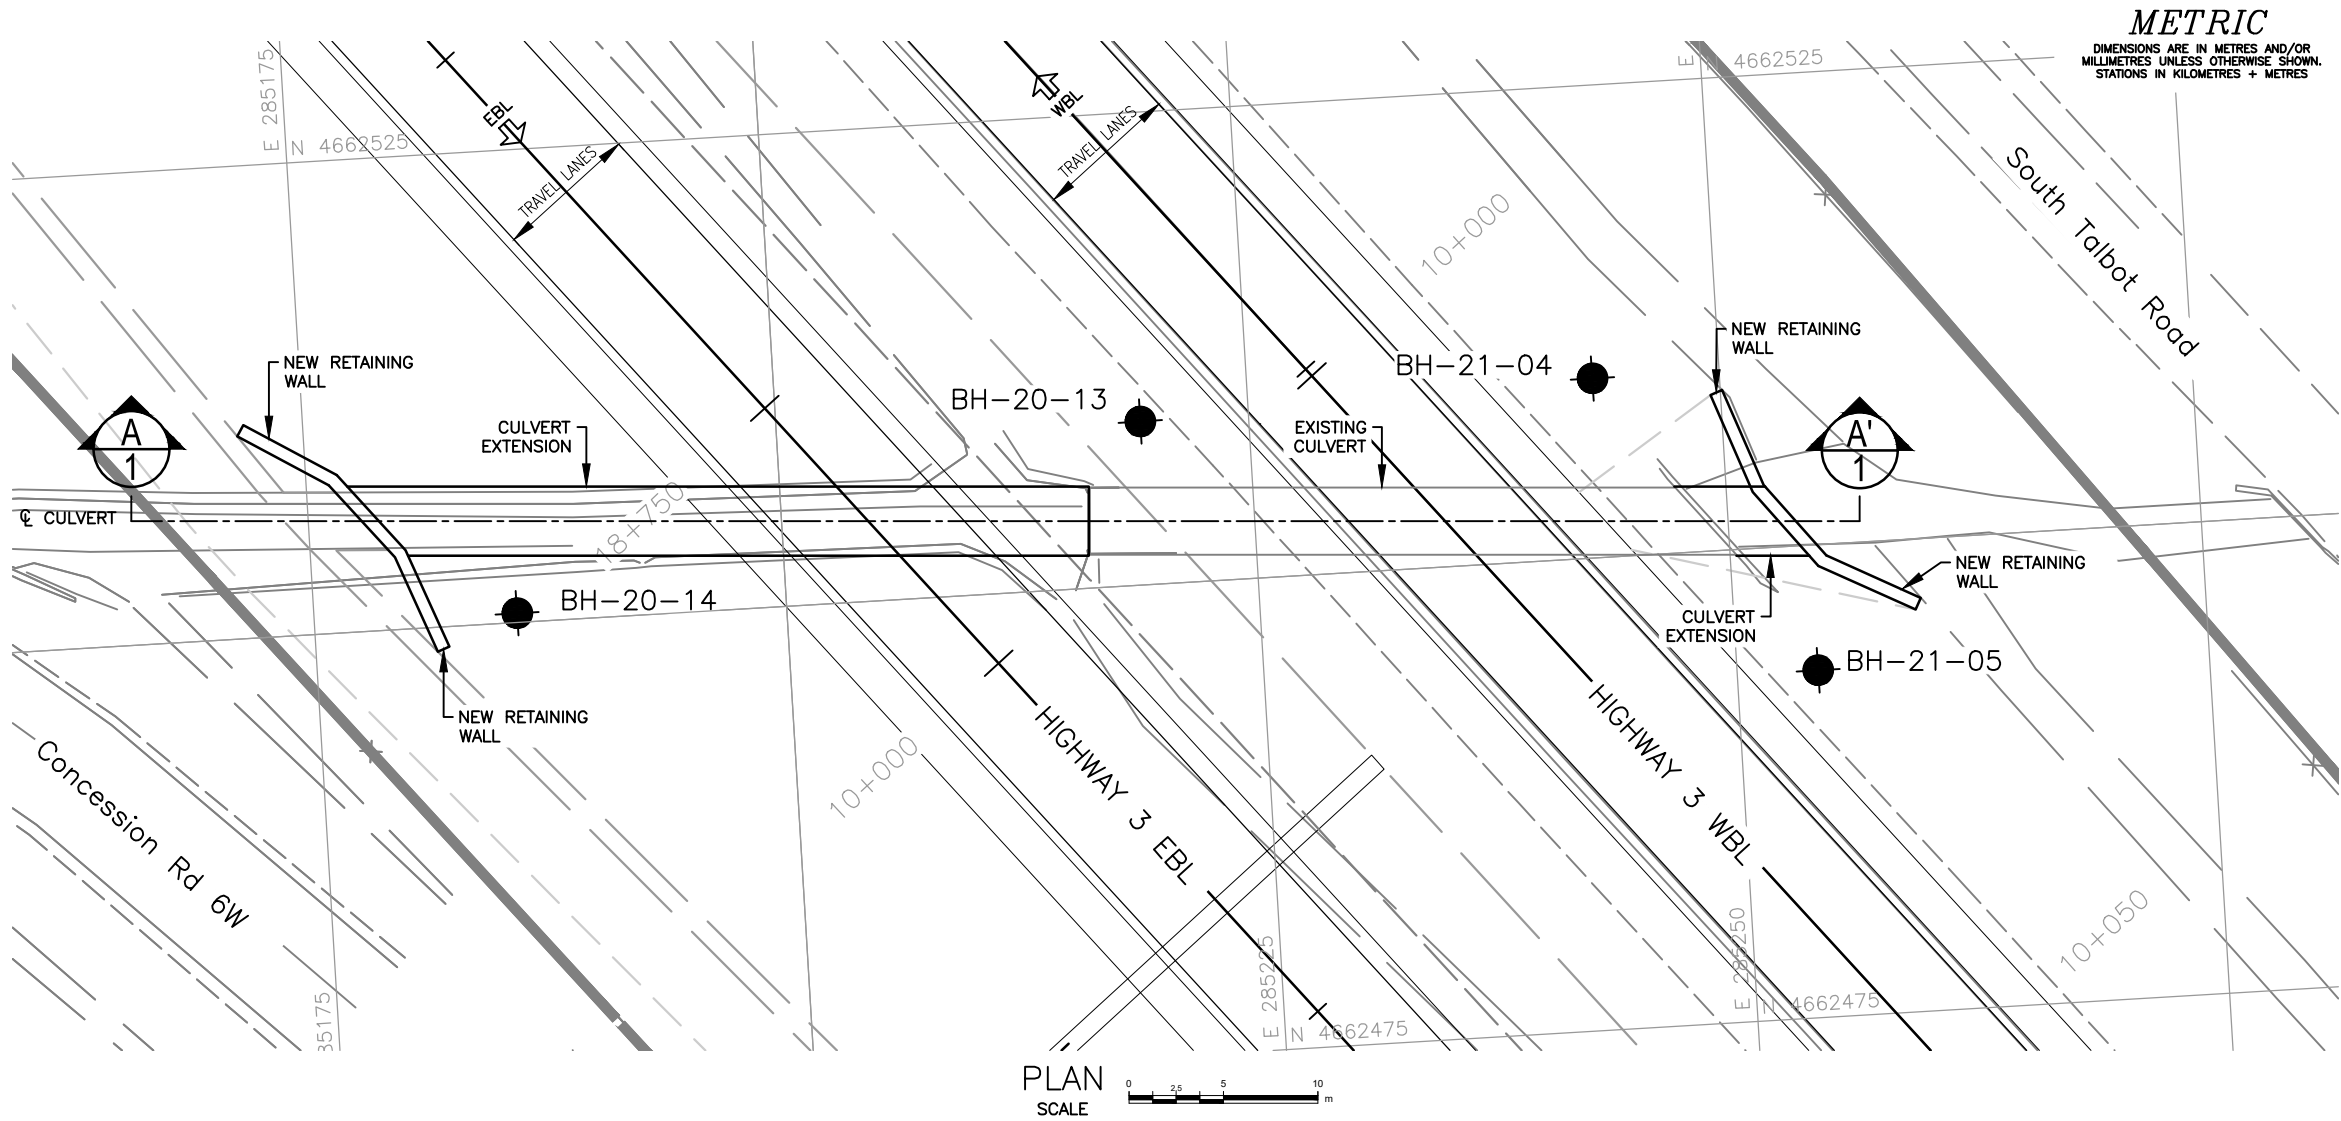 METRIC
DIMENSIONS ARE IN METRES AND/OR
MILLIMETRES UNLESS OTHERWISE SHOWN.
STATIONS IN KILOMETRES + METRES
E 285175
N 4662525
EBL
TRAVEL LANES
WBL
TRAVEL LANES
E
N 4662525
South Talbot Road
10+000
NEW RETAINING
WALL
NEW RETAINING
WALL
BH-21-04
BH-20-13
A
1
CULVERT
EXTENSION
EXISTING
CULVERT
A'
1
℄ CULVERT
18+750
BH-20-14
NEW RETAINING
WALL
CULVERT
EXTENSION
BH-21-05
NEW RETAINING
WALL
Concession Rd 6W
10+000
HIGHWAY 3 EBL
HIGHWAY 3 WBL
10+050
85175
E 285225
N 4662475
E 285250
N 4662475
PLAN
SCALE
0 2,5 5 10
m